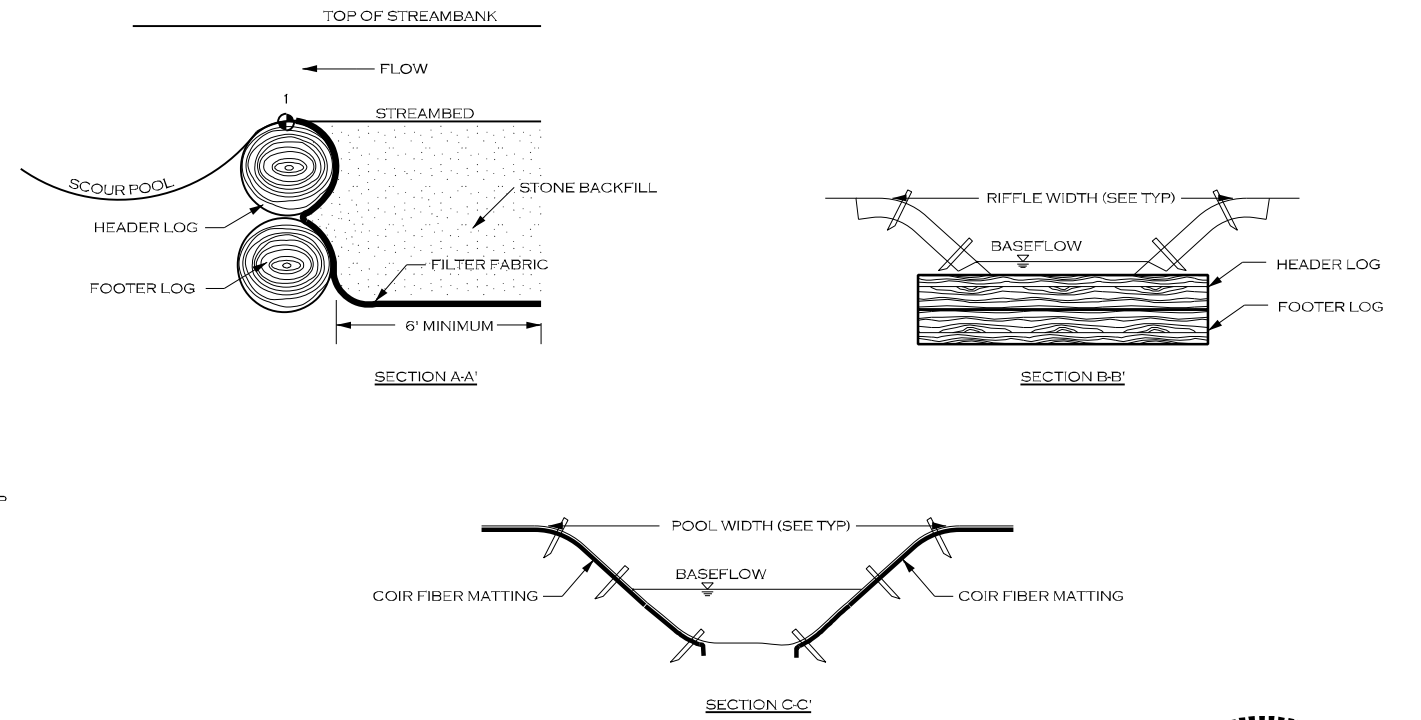 TOP OF STREAMBANK
FLOW
1
STREAMBED
SCOUR POOL
STONE BACKFILL
HEADER LOG
FILTER FABRIC
FOOTER LOG
6' MINIMUM
SECTION A-A'
RIFFLE WIDTH (SEE TYP)
BASEFLOW
HEADER LOG
FOOTER LOG
SECTION B-B'
POOL WIDTH (SEE TYP)
BASEFLOW
COIR FIBER MATTING
COIR FIBER MATTING
SECTION C-C'